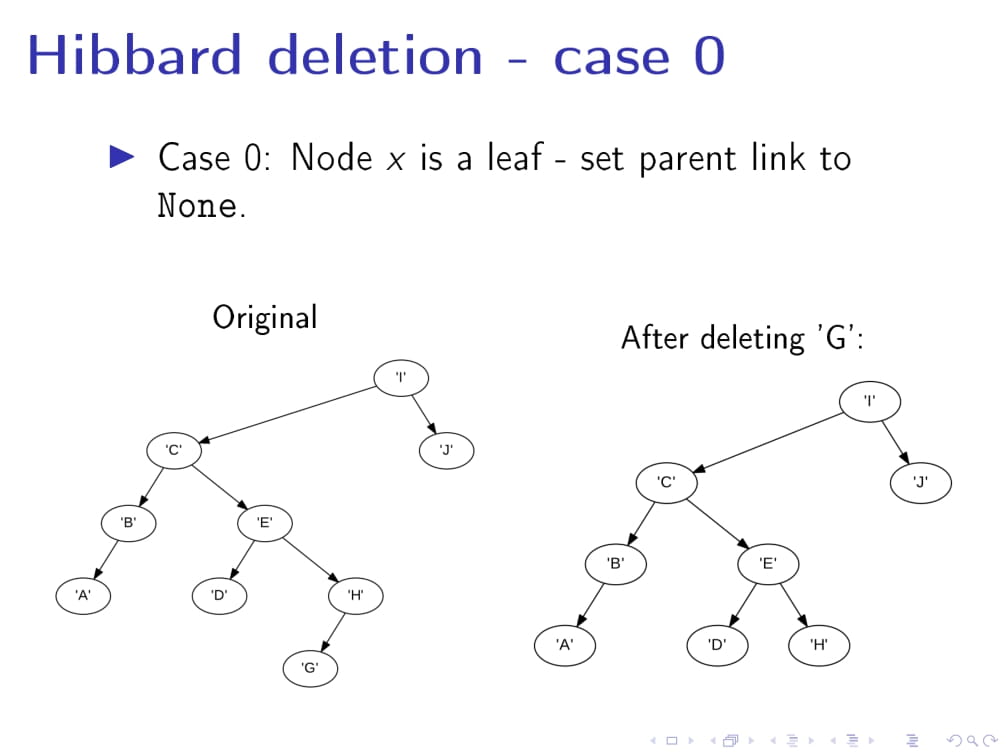 Hibbard deletion - case 0
Case 0: Node x is a leaf - set parent link to
None.
Original
'I'
'C'
'J'
'B'
'E'
'A'
'D'
'H'
'G'
After deleting 'G':
'I'
'C'
'J'
'B'
'E'
'A'
'D'
'H'